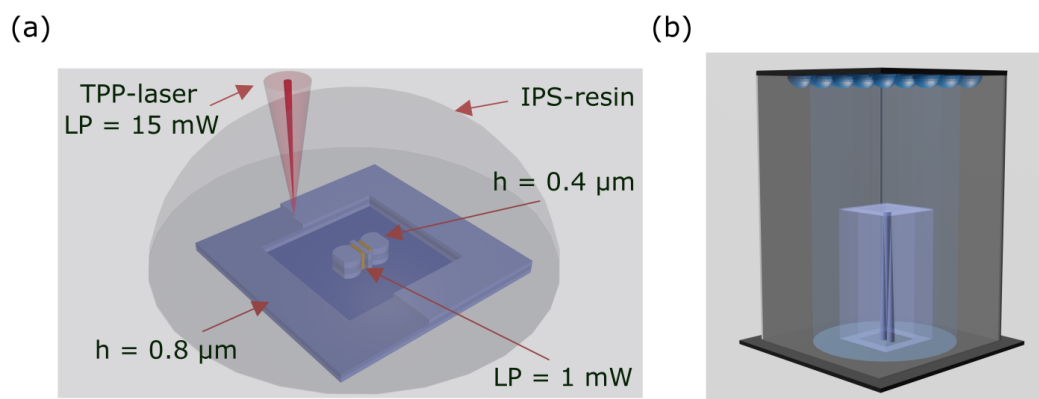 (a)
(b)
TPP-laser
LP = 15 mW
IPS-resin
h = 0.4 µm
h = 0.8 µm
LP = 1 mW